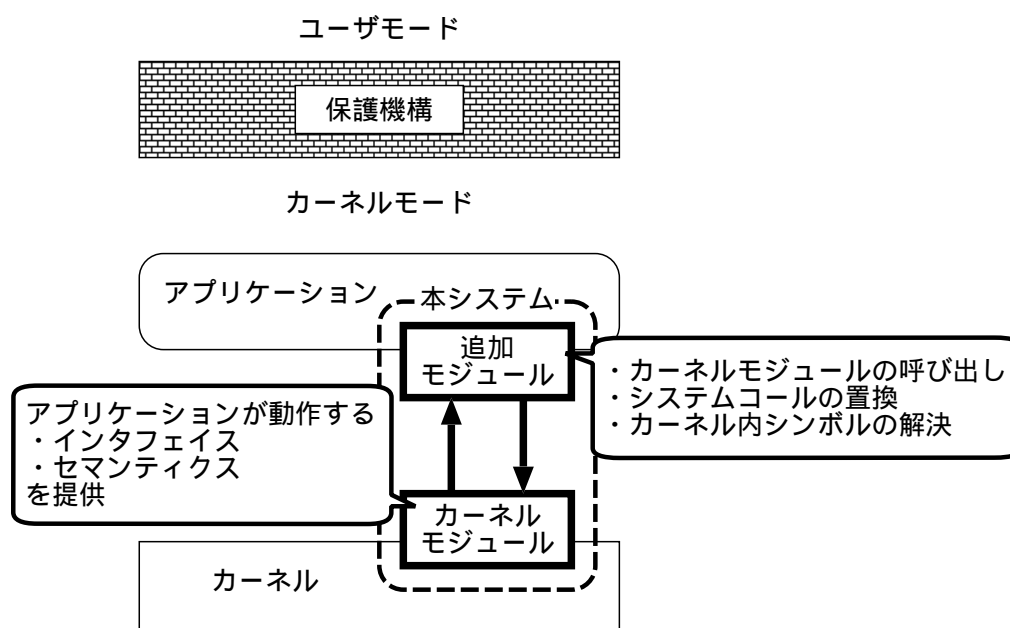 ユーザモード
保護機構
カーネルモード
アプリケーション
本システム
追加
モジュール
・カーネルモジュールの呼び出し
・システムコールの置換
・カーネル内シンボルの解決
アプリケーションが動作する
・インタフェイス
・セマンティクス
を提供
カーネル
モジュール
カーネル